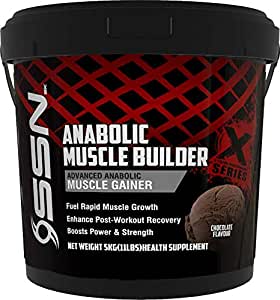 SSN
ANABOLIC
MUSCLE BUILDER
X
SERIES
ADVANCED ANABOLIC
MUSCLE GAINER
Fuel Rapid Muscle Growth
Enhance Post-Workout Recovery
Boosts Power & Strength
CHOCOLATE
FLAVOUR
NET WEIGHT 5KG(11LBS)HEALTH SUPPLEMENT